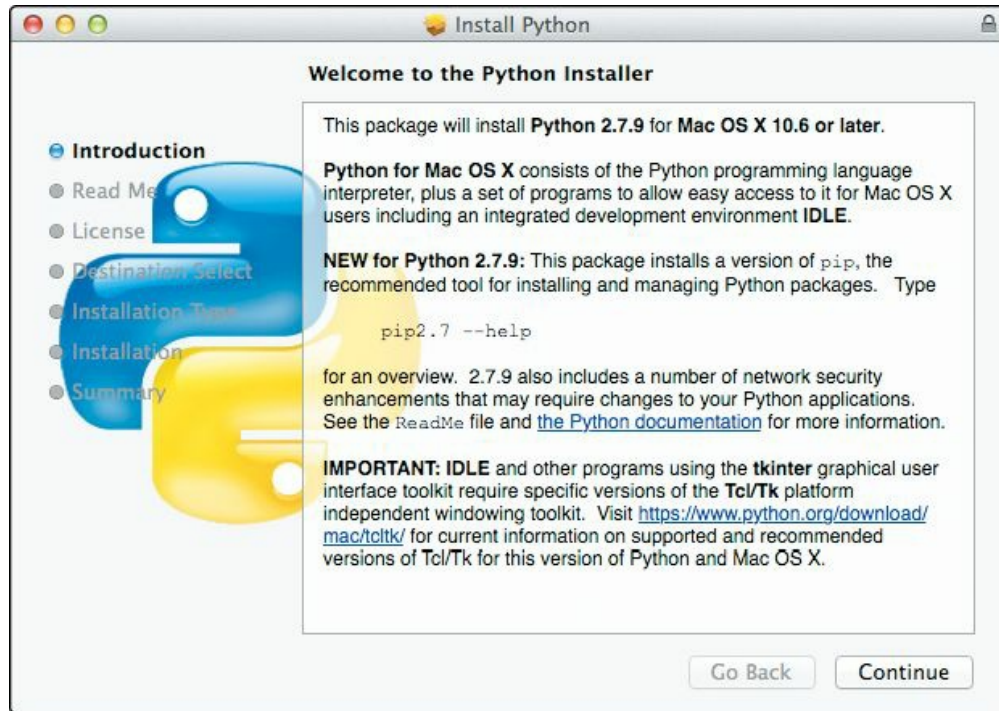 Install Python
Welcome to the Python Installer
Introduction
Read Me
License
Destination Select
Installation Type
Installation
Summary
This package will install Python 2.7.9 for Mac OS X 10.6 or later.
Python for Mac OS X consists of the Python programming language
interpreter, plus a set of programs to allow easy access to it for Mac OS X
users including an integrated development environment IDLE.
NEW for Python 2.7.9: This package installs a version of pip, the
recommended tool for installing and managing Python packages. Type
pip2.7 --help
for an overview. 2.7.9 also includes a number of network security
enhancements that may require changes to your Python applications.
See the ReadMe file and the Python documentation for more information.
IMPORTANT: IDLE and other programs using the tkinter graphical user
interface toolkit require specific versions of the Tcl/Tk platform
independent windowing toolkit. Visit https://www.python.org/download/
mac/tcltk/ for current information on supported and recommended
versions of Tcl/Tk for this version of Python and Mac OS X.
Go Back
Continue